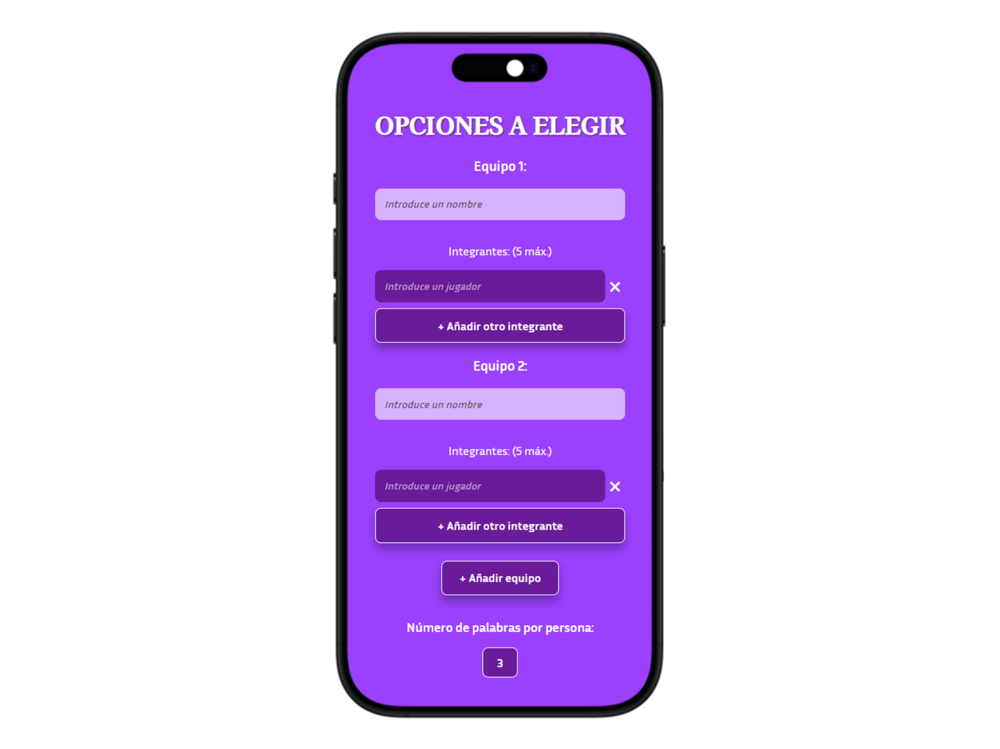 OPCIONES A ELEGIR
Equipo 1:
Introduce un nombre
Integrantes: (5 máx.)
Introduce un jugador
+ Añadir otro integrante
Equipo 2:
Introduce un nombre
Integrantes: (5 máx.)
Introduce un jugador
+ Añadir otro integrante
+ Añadir equipo
Número de palabras por persona:
3